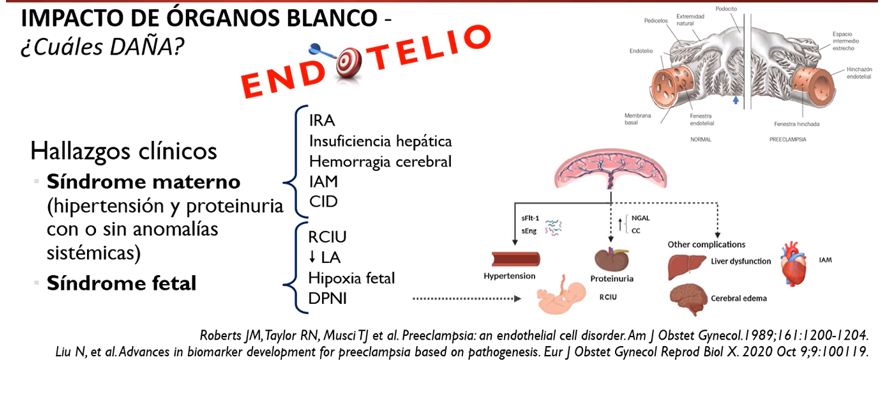 IMPACTO DE ÓRGANOS BLANCO -
¿Cuáles DAÑA?
ENDOTELIO
Podocito
Pedicelos
Extremidad
natural
Espacio
intermedio
estrecho
Endotelio
Hinchazón
endotelial
Membrana
basal
Fenestra
endotelial
Fenestra hinchada
NORMAL
PREECLAMPSIA
Hallazgos clínicos
▫ Síndrome materno
(hipertensión y proteinuria
con o sin anomalías
sistémicas)
▫ Síndrome fetal
IRA
Insuficiencia hepática
Hemorragia cerebral
IAM
CID
RCIU
↓ LA
Hipoxia fetal
DPNI
sFlt-1
sEng
↑ NGAL
CC
Hypertension
Proteinuria
RCIU
Other complications
Liver dysfunction
IAM
Cerebral edema
Roberts JM, Taylor RN, Musci TJ et al. Preeclampsia: an endothelial cell disorder. Am J Obstet Gynecol. 1989;161:1200-1204.
Liu N, et al. Advances in biomarker development for preeclampsia based on pathogenesis. Eur J Obstet Gynecol Reprod Biol X. 2020 Oct 9;9:100119.